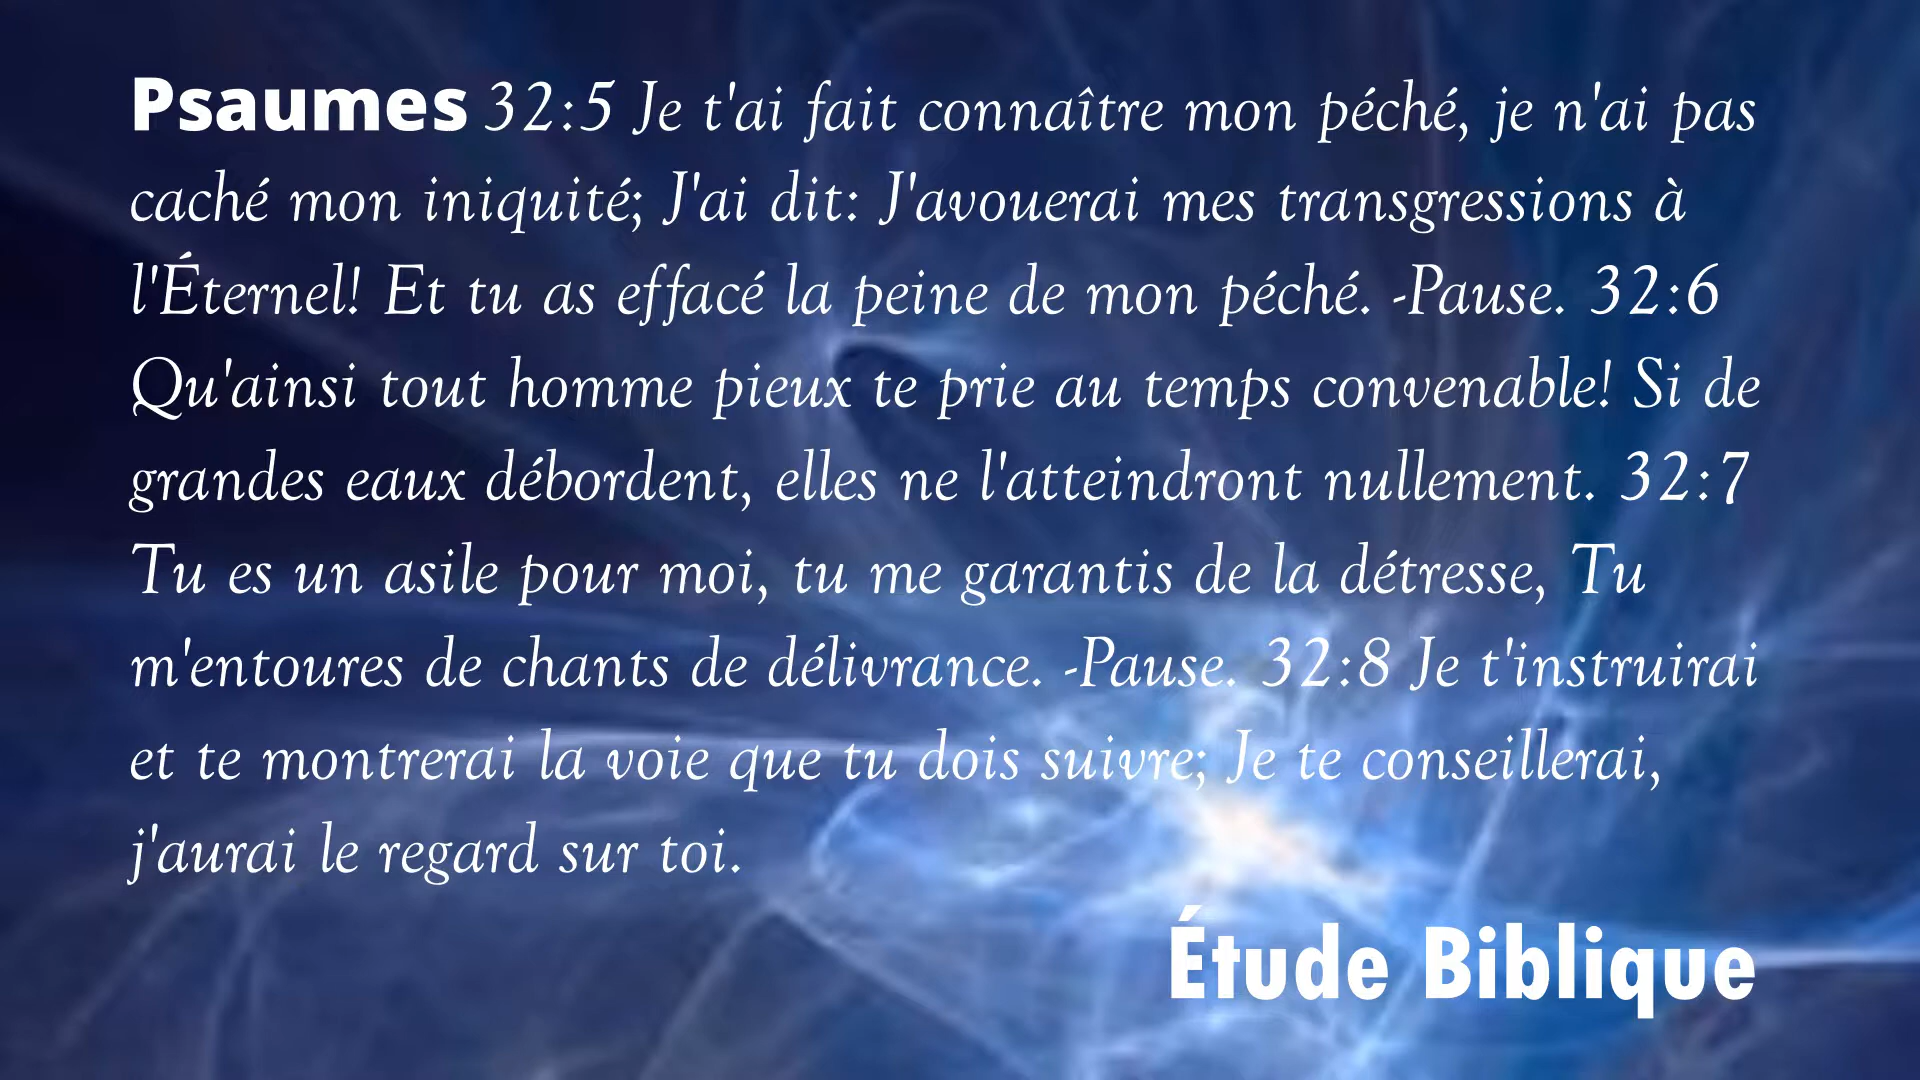 Psaumes 32:5 Je t'ai fait connaître mon péché, je n'ai pas
caché mon iniquité; J'ai dit: J'avouerai mes transgressions à
l'Éternel! Et tu as effacé la peine de mon péché. -Pause. 32:6
Qu'ainsi tout homme pieux te prie au temps convenable! Si de
grandes eaux débordent, elles ne l'atteindront nullement. 32:7
Tu es un asile pour moi, tu me garantis de la détresse, Tu
m'entoures de chants de délivrance. -Pause. 32:8 Je t'instruirai
et te montrerai la voie que tu dois suivre; Je te conseillerai,
j'aurai le regard sur toi.
Étude Biblique